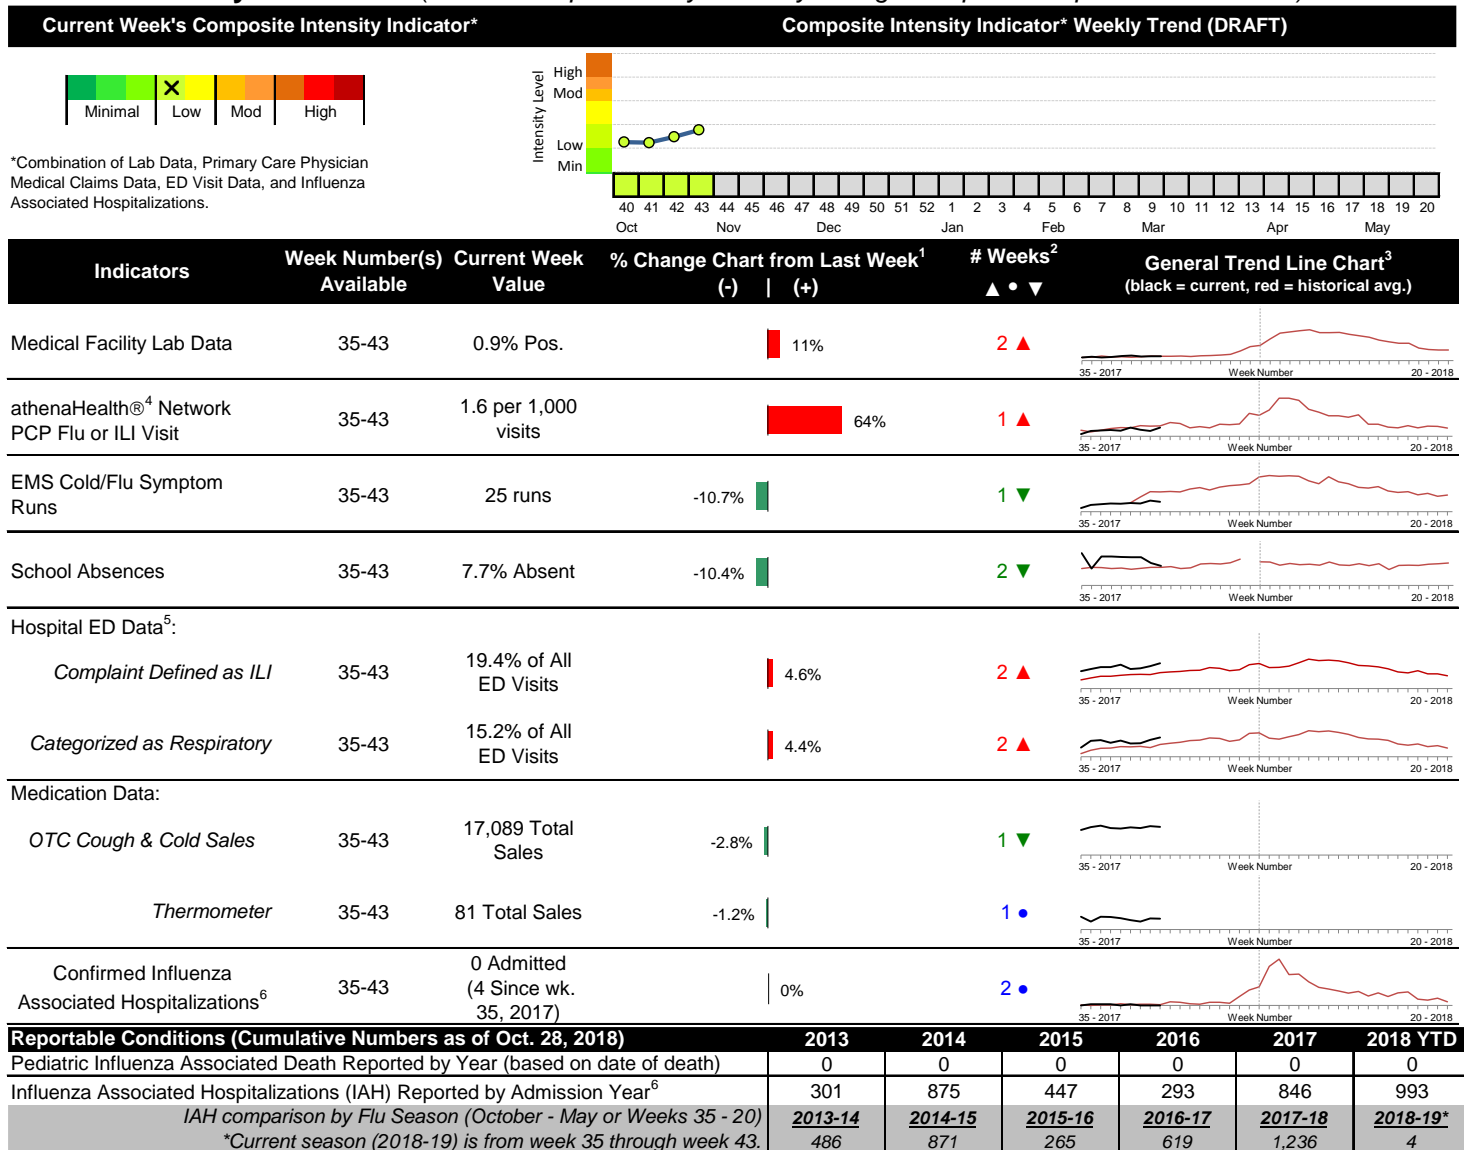 Current Week's Composite Intensity Indicator*
Composite Intensity Indicator* Weekly Trend (DRAFT)
Minimal Low Mod High
*Combination of Lab Data, Primary Care Physician
Medical Claims Data, ED Visit Data, and Influenza
Associated Hospitalizations.
Intensity Level
High
Mod
Low
Min
40 41 42 43 44 45 46 47 48 49 50 51 52 1 2 3 4 5 6 7 8 9 10 11 12 13 14 15 16 17 18 19 20
Oct Nov Dec Jan Feb Mar Apr May
Indicators
Week Number(s)
Available
Current Week
Value
% Change Chart from Last Week1
(-) | (+)
# Weeks2
▲ • ▼
General Trend Line Chart3
(black = current, red = historical avg.)
Medical Facility Lab Data 35-43 0.9% Pos. 11% 2 ▲
35 - 2017 Week Number 20 - 2018
athenaHealth®4 Network
PCP Flu or ILI Visit
35-43
1.6 per 1,000
visits
64% 1 ▲
35 - 2017 Week Number 20 - 2018
EMS Cold/Flu Symptom
Runs
35-43 25 runs -10.7% 1 ▼
35 - 2017 Week Number 20 - 2018
School Absences 35-43 7.7% Absent -10.4% 2 ▼
35 - 2017 Week Number 20 - 2018
Hospital ED Data5:
Complaint Defined as ILI 35-43
19.4% of All
ED Visits
4.6% 2 ▲
35 - 2017 Week Number 20 - 2018
Categorized as Respiratory 35-43
15.2% of All
ED Visits
4.4% 2 ▲
35 - 2017 Week Number 20 - 2018
Medication Data:
OTC Cough & Cold Sales 35-43
17,089 Total
Sales
-2.8% 1 ▼
35 - 2017 Week Number 20 - 2018
Thermometer 35-43 81 Total Sales -1.2% 1 ●
35 - 2017 Week Number 20 - 2018
Confirmed Influenza
Associated Hospitalizations6
35-43
0 Admitted
(4 Since wk.
35, 2017)
0% 2 ●
35 - 2017 Week Number 20 - 2018
Reportable Conditions (Cumulative Numbers as of Oct. 28, 2018) 2013 2014 2015 2016 2017 2018 YTD
Pediatric Influenza Associated Death Reported by Year (based on date of death) 0 0 0 0 0 0
Influenza Associated Hospitalizations (IAH) Reported by Admission Year6 301 875 447 293 846 993
IAH comparison by Flu Season (October - May or Weeks 35 - 20) 2013-14 2014-15 2015-16 2016-17 2017-18 2018-19*
*Current season (2018-19) is from week 35 through week 43. 486 871 265 619 1,236 4